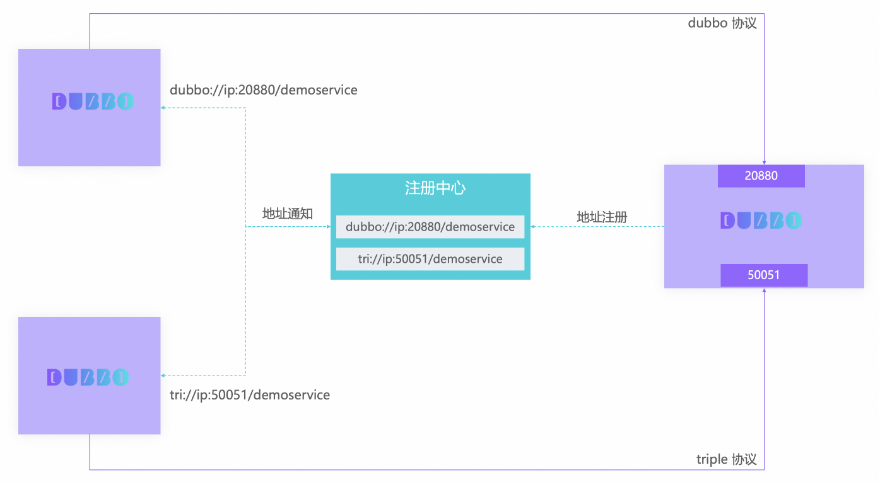 dubbo 协议
DUBBO
dubbo://ip:20880/demoservice
注册中心
dubbo://ip:20880/demoservice
tri://ip:50051/demoservice
地址通知
地址注册
20880
DUBBO
50051
DUBBO
tri://ip:50051/demoservice
triple 协议